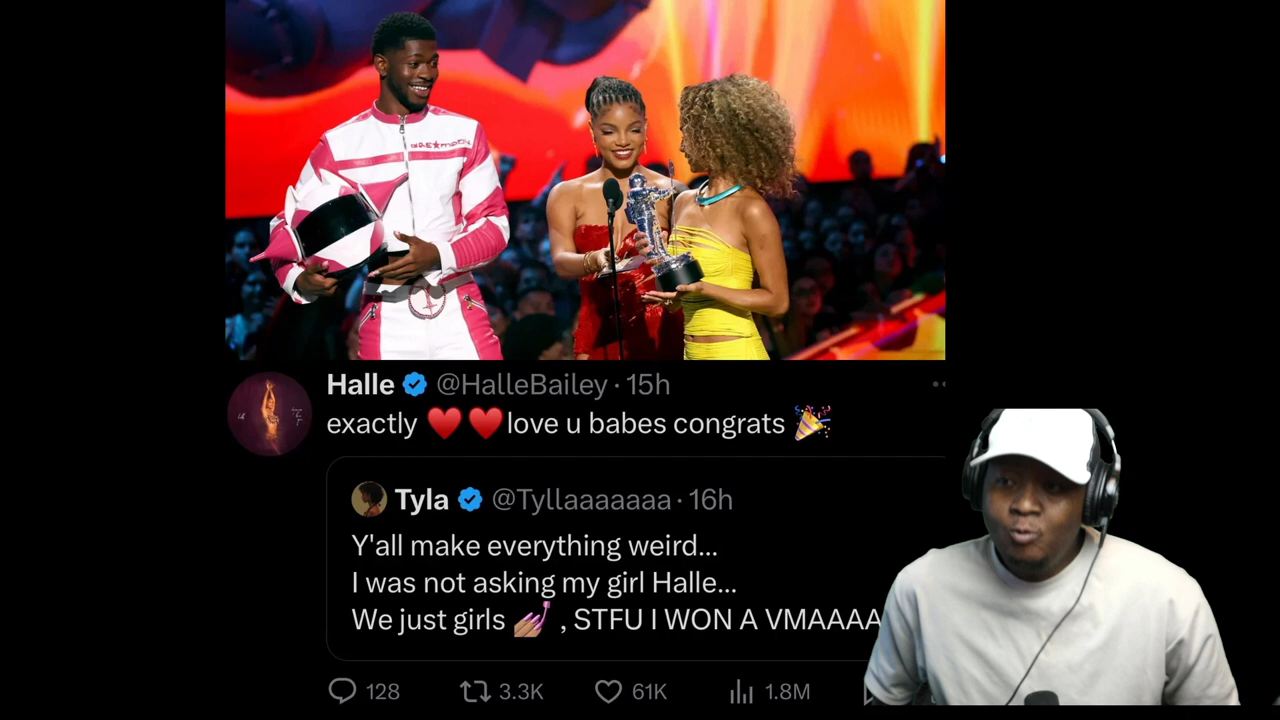 Halle @HalleBailey · 15h
exactly ♥️♥️love u babes congrats 🎉
Tyla @Tyllaaaaaaa · 16h
Y'all make everything weird...
I was not asking my girl Halle...
We just girls 💅🏽 , STFU I WON A VMAAAA
128 3.3K 61K 1.8M